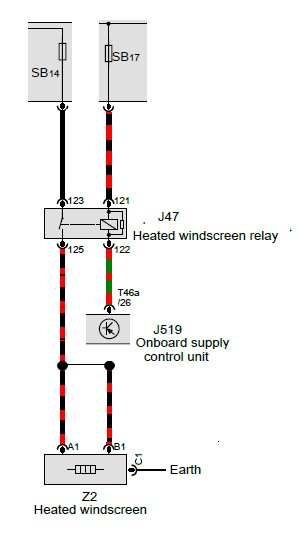 SB14
SB17
123
121
J47
Heated windscreen relay
125
122
T46a
/26
J519
Onboard supply
control unit
A1
B1
C1
Earth
Z2
Heated windscreen